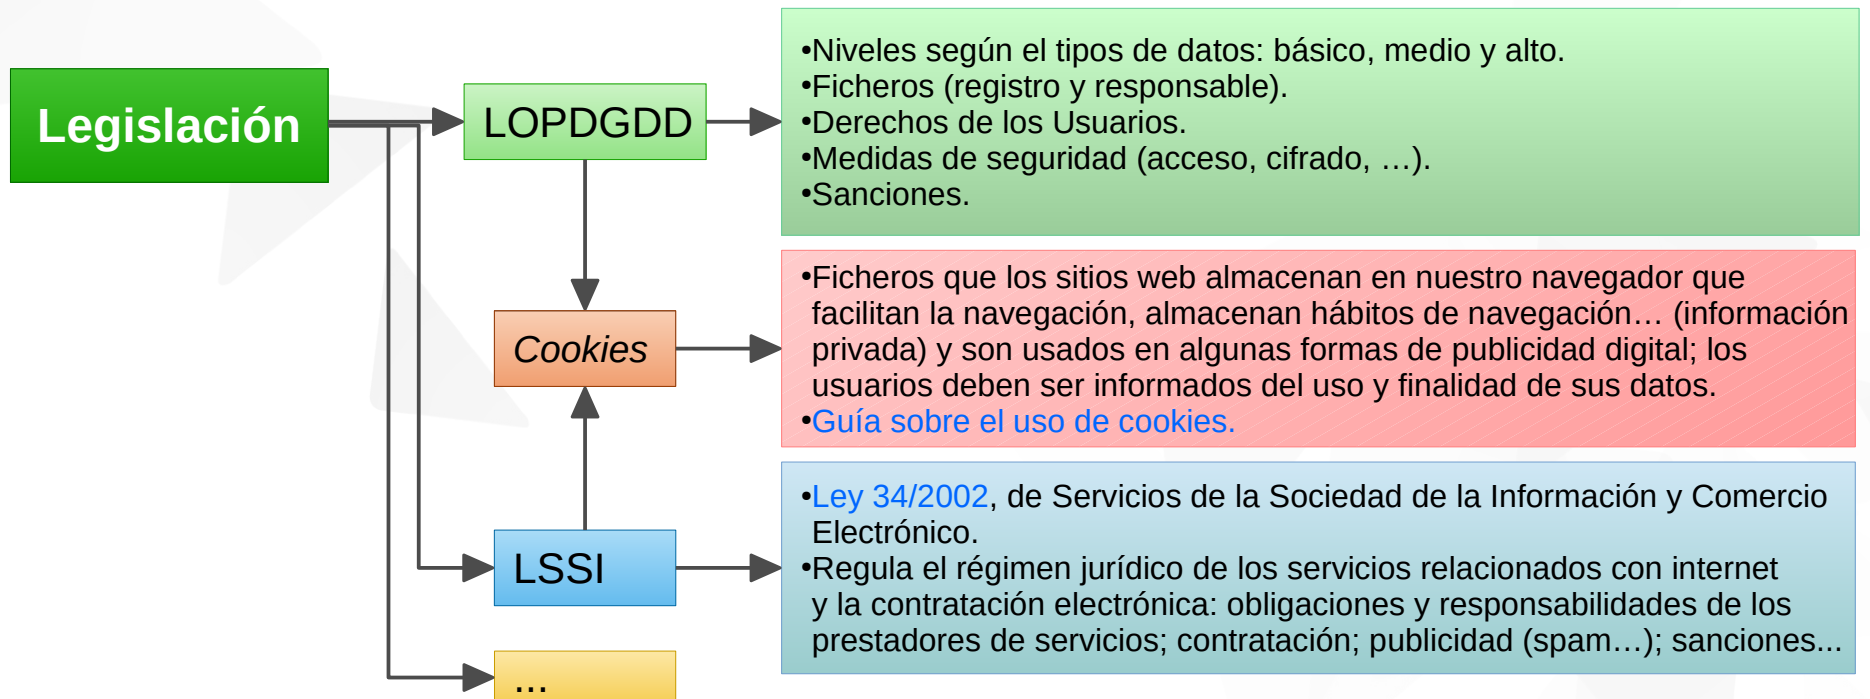 Legislación
LOPDGDD
•Niveles según el tipos de datos: básico, medio y alto.
•Ficheros (registro y responsable).
•Derechos de los Usuarios.
•Medidas de seguridad (acceso, cifrado, …).
•Sanciones.
Cookies
•Ficheros que los sitios web almacenan en nuestro navegador que
facilitan la navegación, almacenan hábitos de navegación… (información
privada) y son usados en algunas formas de publicidad digital; los
usuarios deben ser informados del uso y finalidad de sus datos.
•Guía sobre el uso de cookies.
LSSI
•Ley 34/2002, de Servicios de la Sociedad de la Información y Comercio
Electrónico.
•Regula el régimen jurídico de los servicios relacionados con internet
y la contratación electrónica: obligaciones y responsabilidades de los
prestadores de servicios; contratación; publicidad (spam…); sanciones...
...